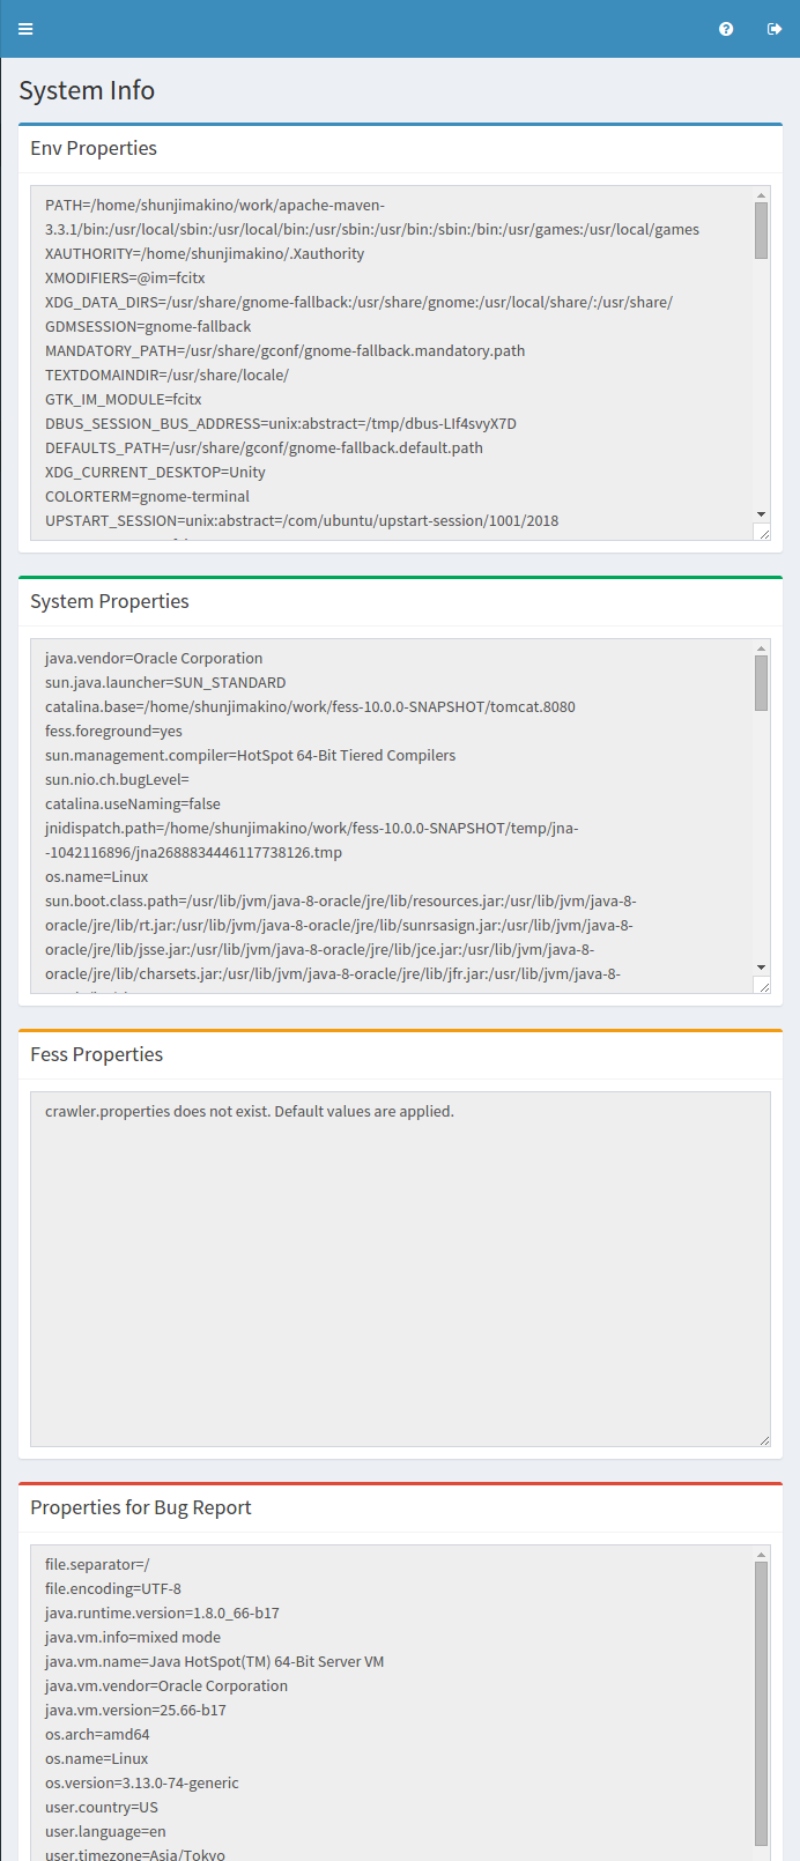 System Info
Env Properties
PATH=/home/shunjimakino/work/apache-maven-
3.3.1/bin:/usr/local/sbin:/usr/local/bin:/usr/sbin:/usr/bin:/sbin:/bin:/usr/games:/usr/local/games
XAUTHORITY=/home/shunjimakino/.Xauthority
XMODIFIERS=@im=fcitx
XDG_DATA_DIRS=/usr/share/gnome-fallback:/usr/share/gnome:/usr/local/share/:/usr/share/
GDMSESSION=gnome-fallback
MANDATORY_PATH=/usr/share/gconf/gnome-fallback.mandatory.path
TEXTDOMAINDIR=/usr/share/locale/
GTK_IM_MODULE=fcitx
DBUS_SESSION_BUS_ADDRESS=unix:abstract=/tmp/dbus-LIf4svyX7D
DEFAULTS_PATH=/usr/share/gconf/gnome-fallback.default.path
XDG_CURRENT_DESKTOP=Unity
COLORTERM=gnome-terminal
UPSTART_SESSION=unix:abstract=/com/ubuntu/upstart-session/1001/2018
System Properties
java.vendor=Oracle Corporation
sun.java.launcher=SUN_STANDARD
catalina.base=/home/shunjimakino/work/fess-10.0.0-SNAPSHOT/tomcat.8080
fess.foreground=yes
sun.management.compiler=HotSpot 64-Bit Tiered Compilers
sun.nio.ch.bugLevel=
catalina.useNaming=false
jnidispatch.path=/home/shunjimakino/work/fess-10.0.0-SNAPSHOT/temp/jna-
-1042116896/jna2688834446117738126.tmp
os.name=Linux
sun.boot.class.path=/usr/lib/jvm/java-8-oracle/jre/lib/resources.jar:/usr/lib/jvm/java-8-
oracle/jre/lib/rt.jar:/usr/lib/jvm/java-8-oracle/jre/lib/sunrsasign.jar:/usr/lib/jvm/java-8-
oracle/jre/lib/jsse.jar:/usr/lib/jvm/java-8-oracle/jre/lib/jce.jar:/usr/lib/jvm/java-8-
oracle/jre/lib/charsets.jar:/usr/lib/jvm/java-8-oracle/jre/lib/jfr.jar:/usr/lib/jvm/java-8-
Fess Properties
crawler.properties does not exist. Default values are applied.
Properties for Bug Report
file.separator=/
file.encoding=UTF-8
java.runtime.version=1.8.0_66-b17
java.vm.info=mixed mode
java.vm.name=Java HotSpot(TM) 64-Bit Server VM
java.vm.vendor=Oracle Corporation
java.vm.version=25.66-b17
os.arch=amd64
os.name=Linux
os.version=3.13.0-74-generic
user.country=US
user.language=en
user.timezone=Asia/Tokyo